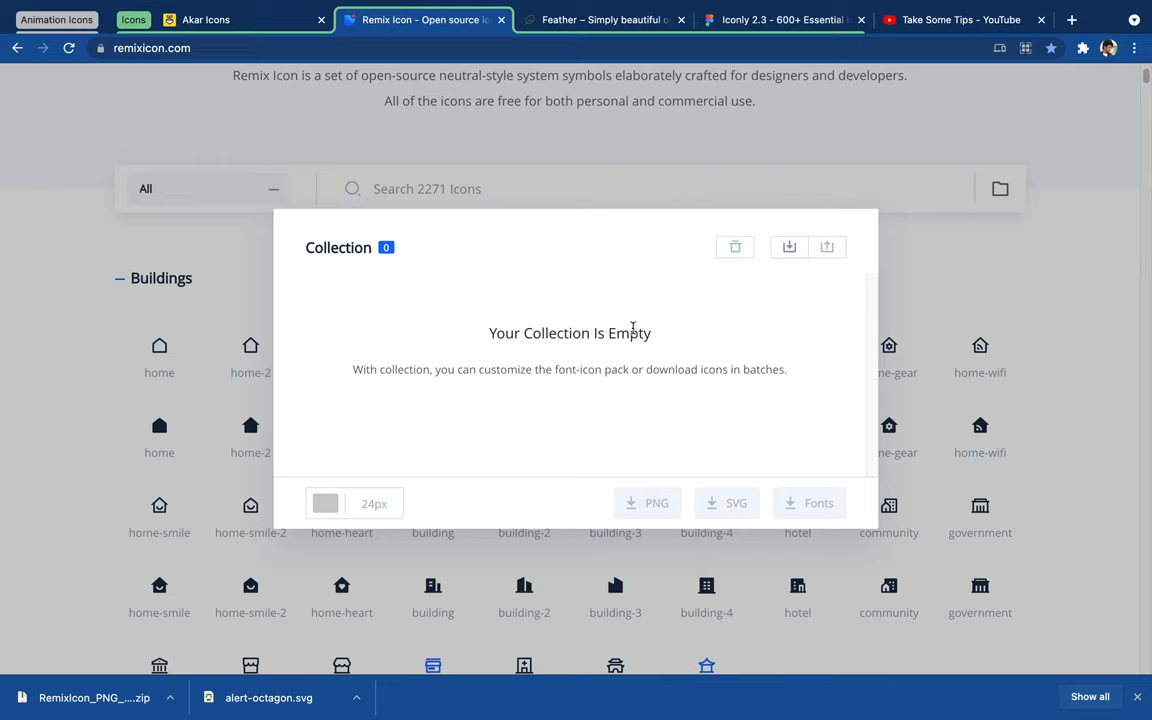 Animation Icons
Icons
Akar Icons
Remix Icon - Open source ic
Feather – Simply beautiful o
Iconly 2.3 - 600+ Essential i
Take Some Tips - YouTube
remixicon.com
Remix Icon is a set of open-source neutral-style system symbols elaborately crafted for designers and developers.
All of the icons are free for both personal and commercial use.
All
Search 2271 Icons
Collection 0
Buildings
Your Collection Is Empty
With collection, you can customize the font-icon pack or download icons in batches.
home
home-2
ne-gear
home-wifi
home
home-2
ne-gear
home-wifi
24px
PNG
SVG
Fonts
home-smile
home-smile-2
home-heart
building
building-2
building-3
building-4
hotel
community
government
home-smile
home-smile-2
home-heart
building
building-2
building-3
building-4
hotel
community
government
RemixIcon_PNG_....zip
alert-octagon.svg
Show all